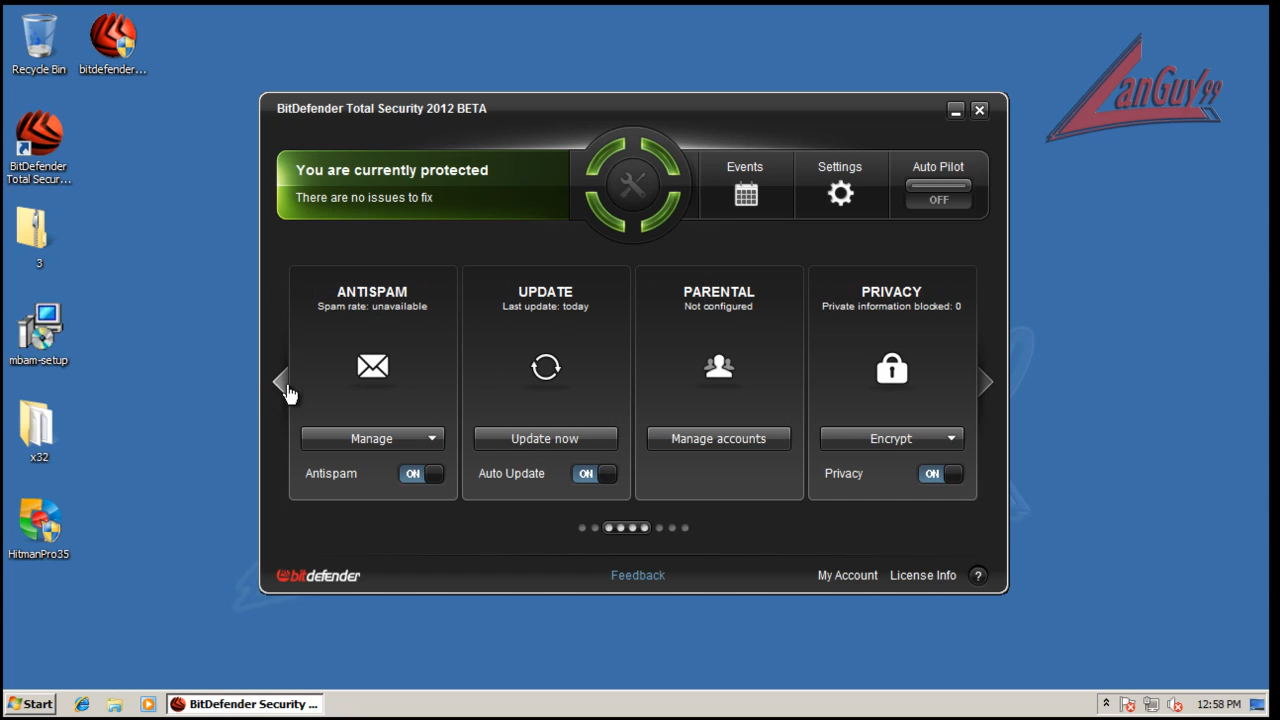 Recycle Bin
bitdefender...
BitDefender
Total Secur...
3
mbam-setup
x32
HitmanPro35
LanGuy99
BitDefender Total Security 2012 BETA
You are currently protected
There are no issues to fix
Events
Settings
Auto Pilot
OFF
ANTISPAM
Spam rate: unavailable
Manage
Antispam
ON
UPDATE
Last update: today
Update now
Auto Update
ON
PARENTAL
Not configured
Manage accounts
PRIVACY
Private information blocked: 0
Encrypt
Privacy
ON
bitdefender
Feedback
My Account
License Info
?
Start
BitDefender Security ...
12:58 PM